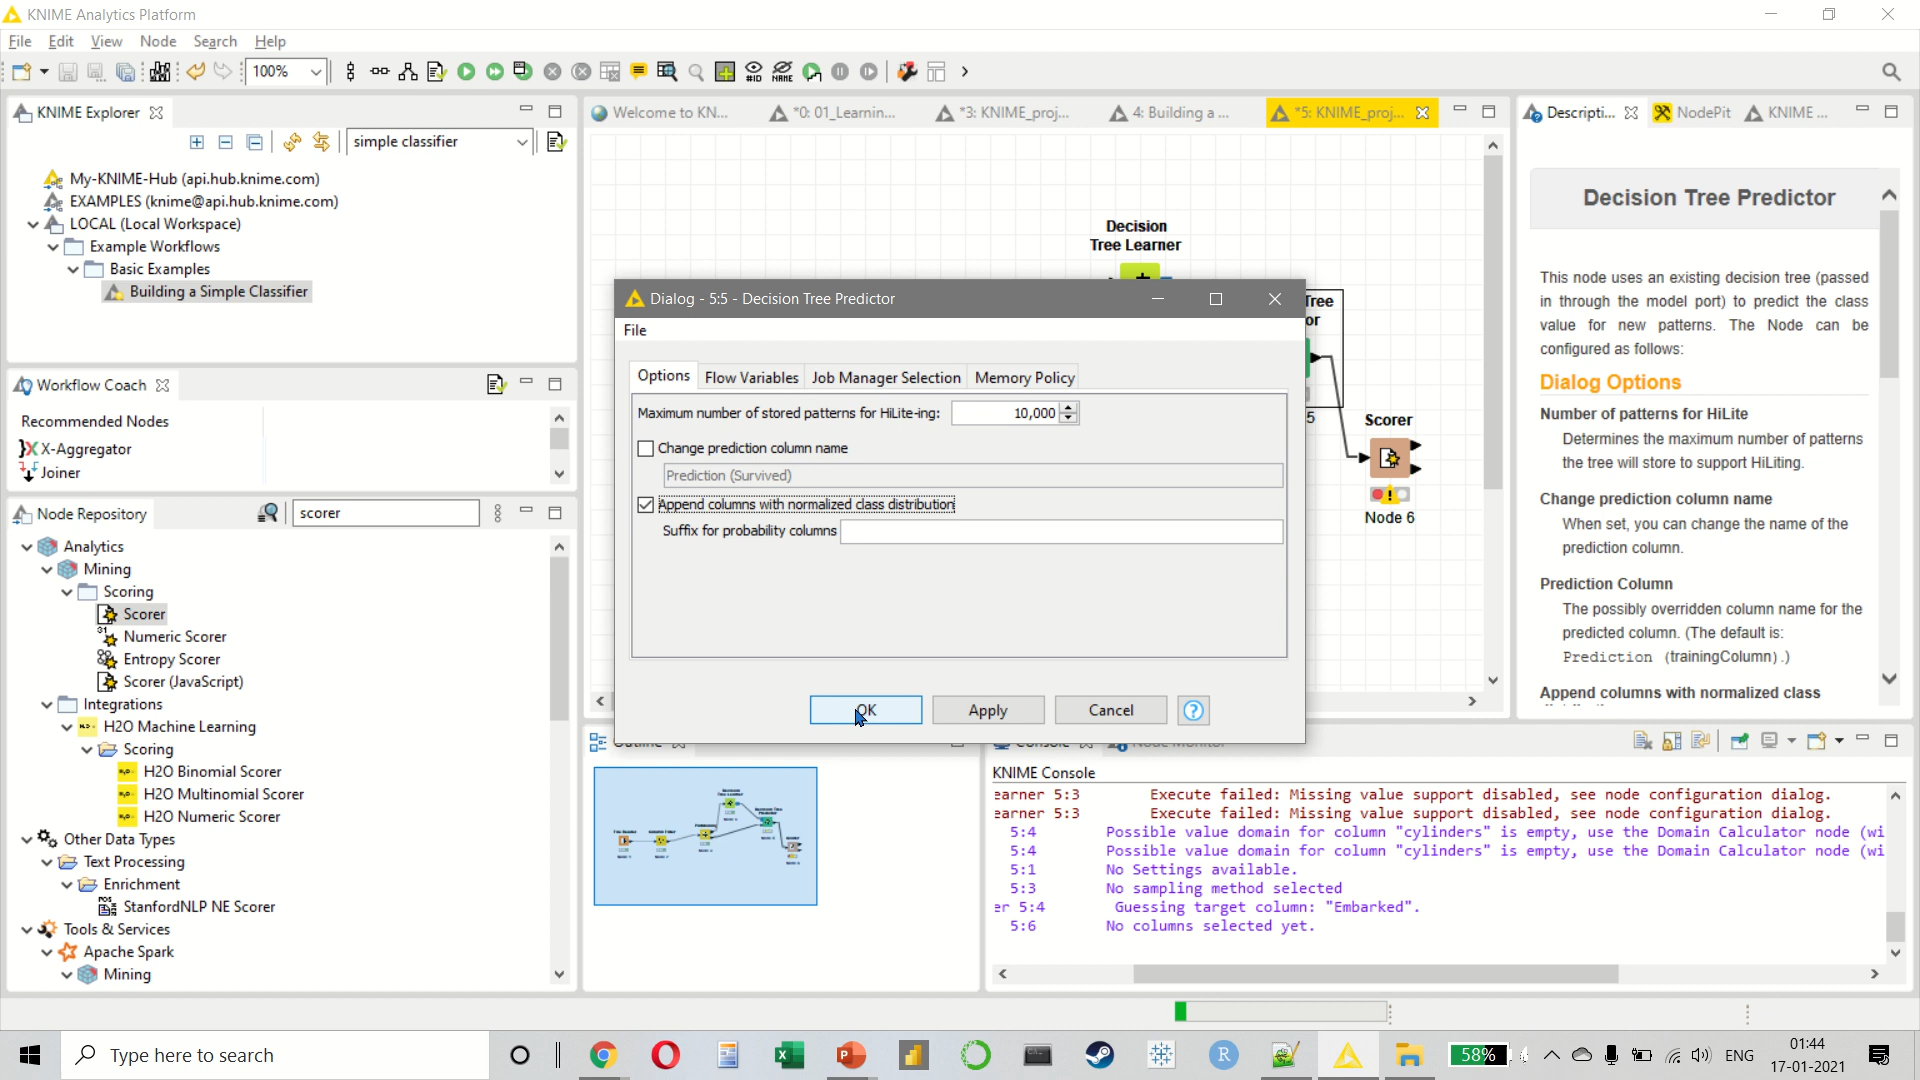 KNIME Analytics Platform
File Edit View Node Search Help
100%
KNIME Explorer
simple classifier
My-KNIME-Hub (api.hub.knime.com)
EXAMPLES (knime@api.hub.knime.com)
LOCAL (Local Workspace)
Example Workflows
Basic Examples
Building a Simple Classifier
Workflow Coach
Recommended Nodes
X-Aggregator
Joiner
Node Repository
scorer
Analytics
Mining
Scoring
Scorer
Numeric Scorer
Entropy Scorer
Scorer (JavaScript)
Integrations
H2O Machine Learning
Scoring
H2O Binomial Scorer
H2O Multinomial Scorer
H2O Numeric Scorer
Other Data Types
Text Processing
Enrichment
StanfordNLP NE Scorer
Tools & Services
Apache Spark
Mining
Welcome to KN... *0: 01_Learnin... *3: KNIME_proj... 4: Building a ... *5: KNIME_proj...
Decision
Tree Learner
Tree
or
5
Scorer
Node 6
Dialog - 5:5 - Decision Tree Predictor
File
Options Flow Variables Job Manager Selection Memory Policy
Maximum number of stored patterns for HiLite-ing: 10,000
Change prediction column name
Prediction (Survived)
Append columns with normalized class distribution
Suffix for probability columns
OK Apply Cancel
Descripti... NodePit KNIME ...
Decision Tree Predictor
This node uses an existing decision tree (passed
in through the model port) to predict the class
value for new patterns. The Node can be
configured as follows:
Dialog Options
Number of patterns for HiLite
Determines the maximum number of patterns
the tree will store to support HiLiting.
Change prediction column name
When set, you can change the name of the
prediction column.
Prediction Column
The possibly overridden column name for the
predicted column. (The default is:
Prediction (trainingColumn).)
Append columns with normalized class
KNIME Console
earner 5:3 Execute failed: Missing value support disabled, see node configuration dialog.
earner 5:3 Execute failed: Missing value support disabled, see node configuration dialog.
5:4 Possible value domain for column "cylinders" is empty, use the Domain Calculator node (wi
5:4 Possible value domain for column "cylinders" is empty, use the Domain Calculator node (wi
5:1 No Settings available.
5:3 No sampling method selected
er 5:4 Guessing target column: "Embarked".
5:6 No columns selected yet.
Type here to search
58%
ENG
01:44
17-01-2021